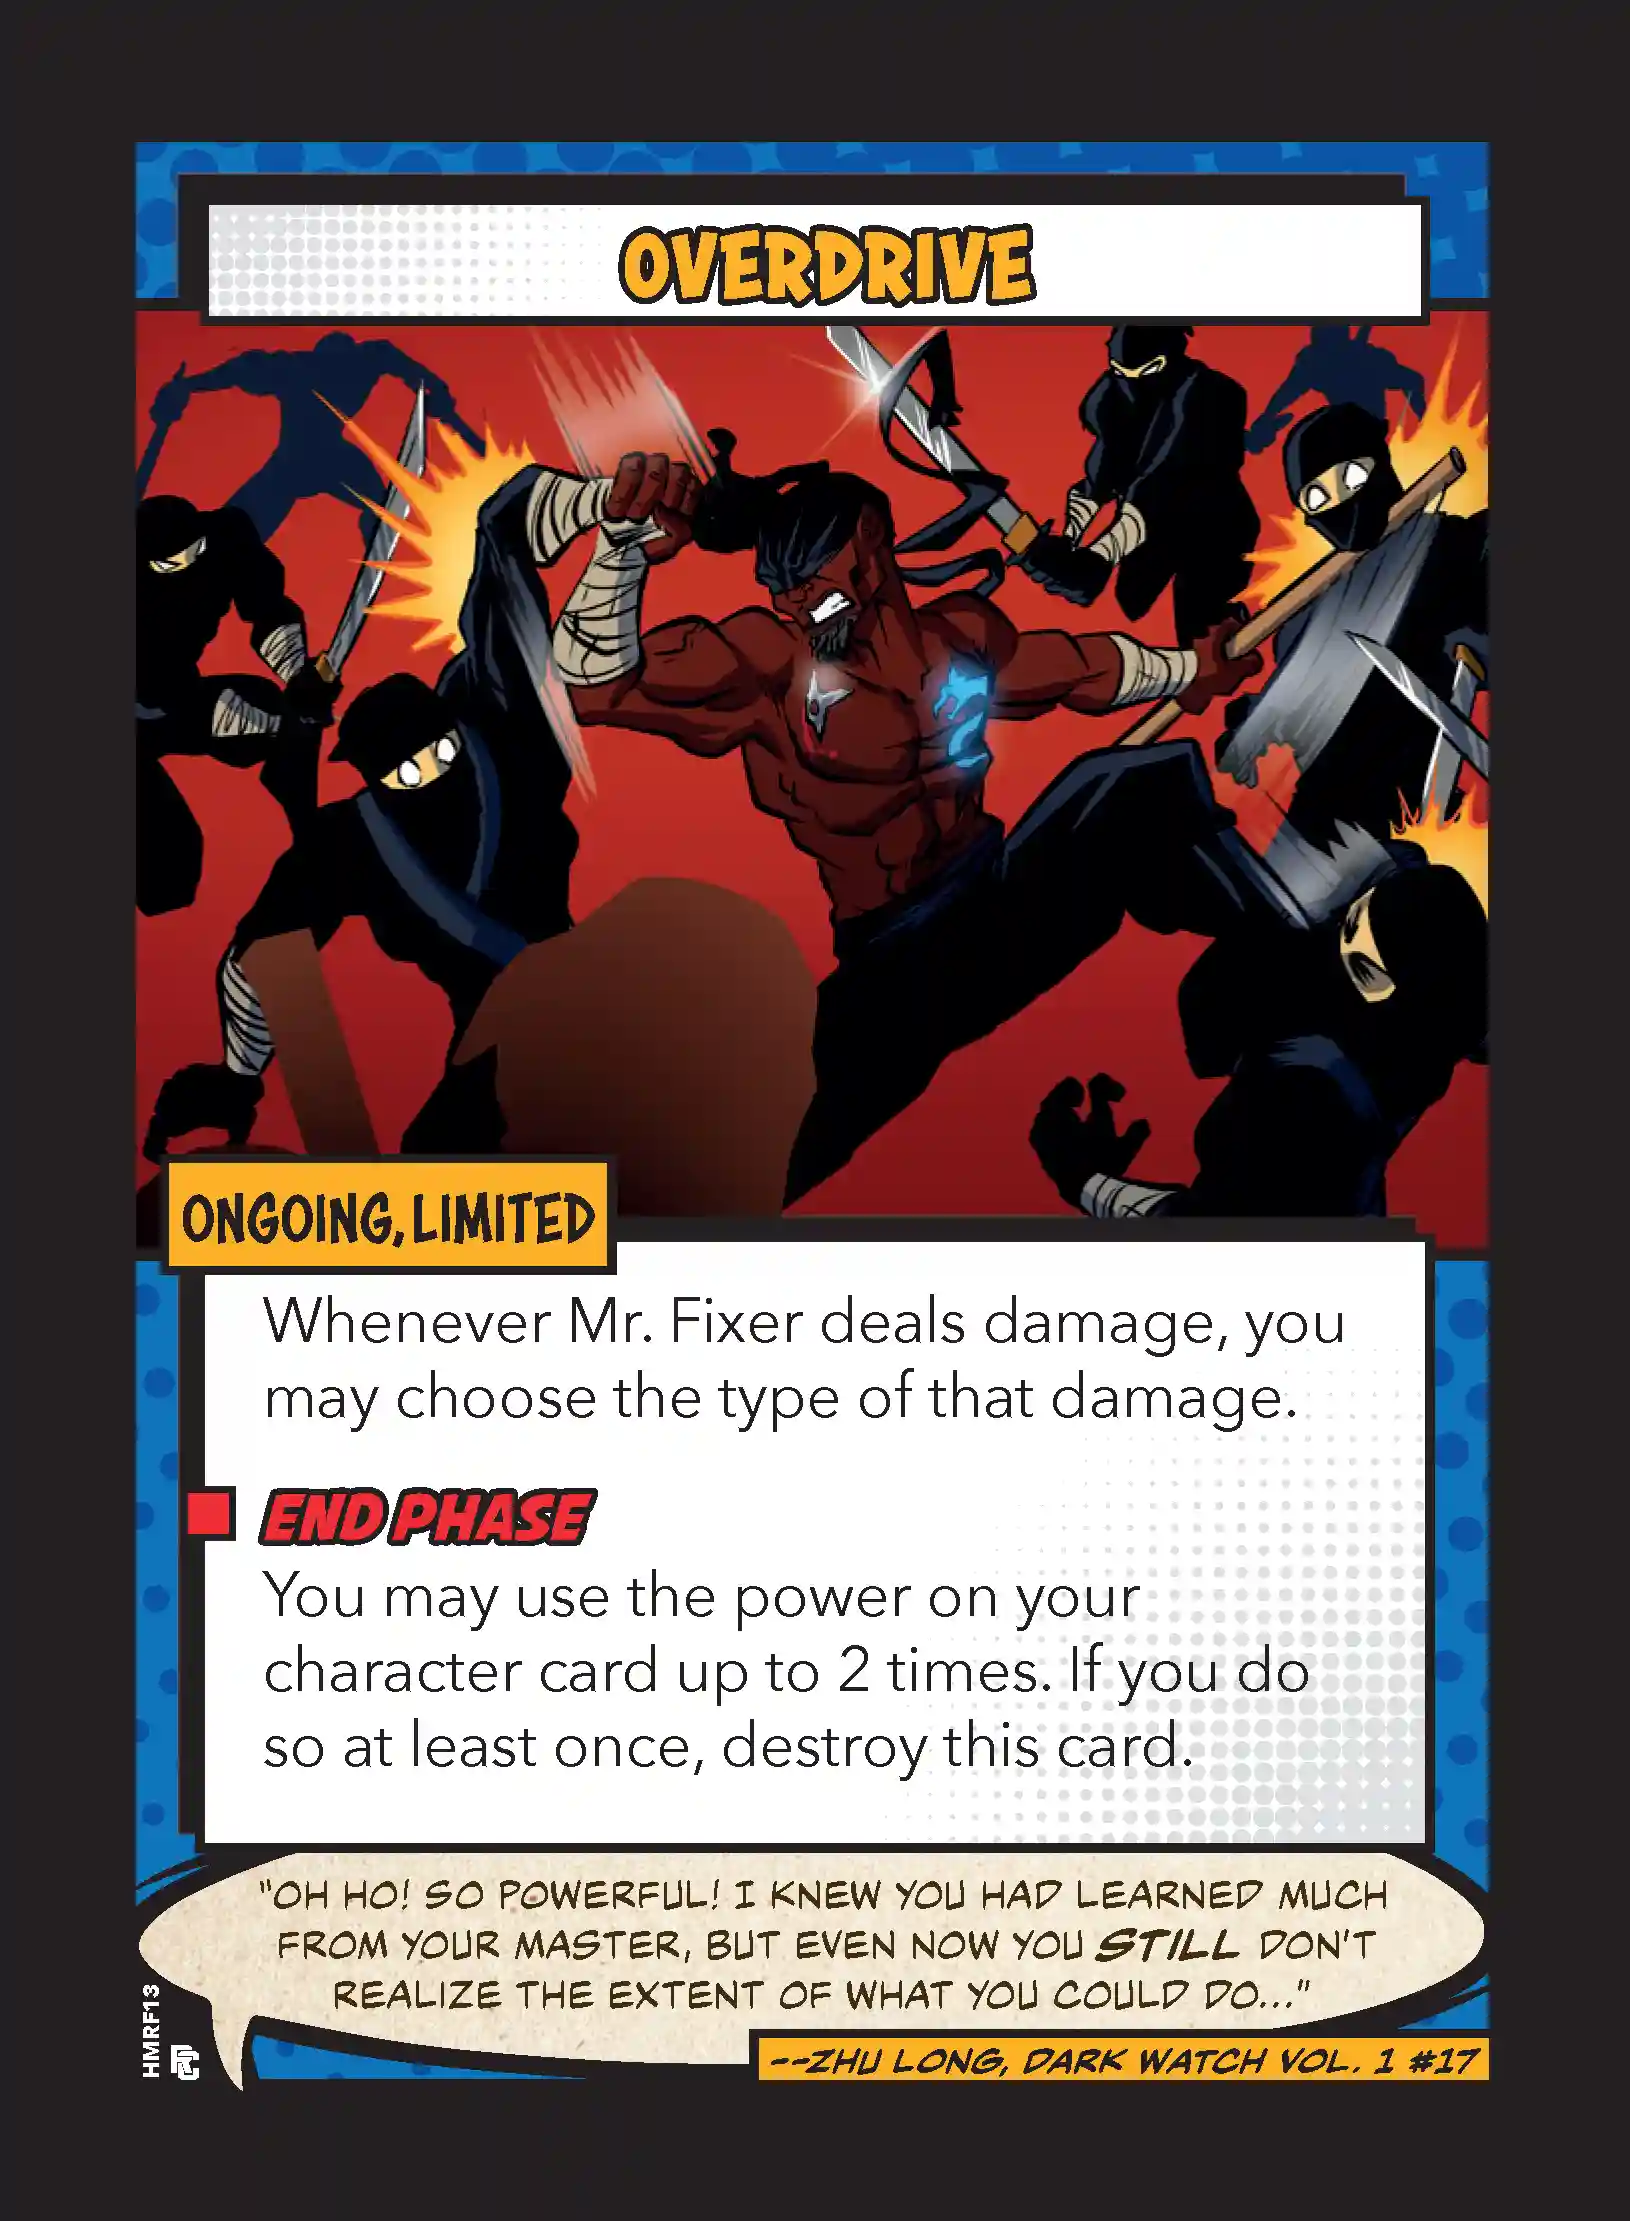 OVERDRIVE
ONGOING, LIMITED
Whenever Mr. Fixer deals damage, you
may choose the type of that damage.
END PHASE
You may use the power on your
character card up to 2 times. If you do
so at least once, destroy this card.
"OH HO! SO POWERFUL! I KNEW YOU HAD LEARNED MUCH
FROM YOUR MASTER, BUT EVEN NOW YOU STILL DON'T
REALIZE THE EXTENT OF WHAT YOU COULD DO..."
--ZHU LONG, DARK WATCH VOL. 1 #17
HMRF13